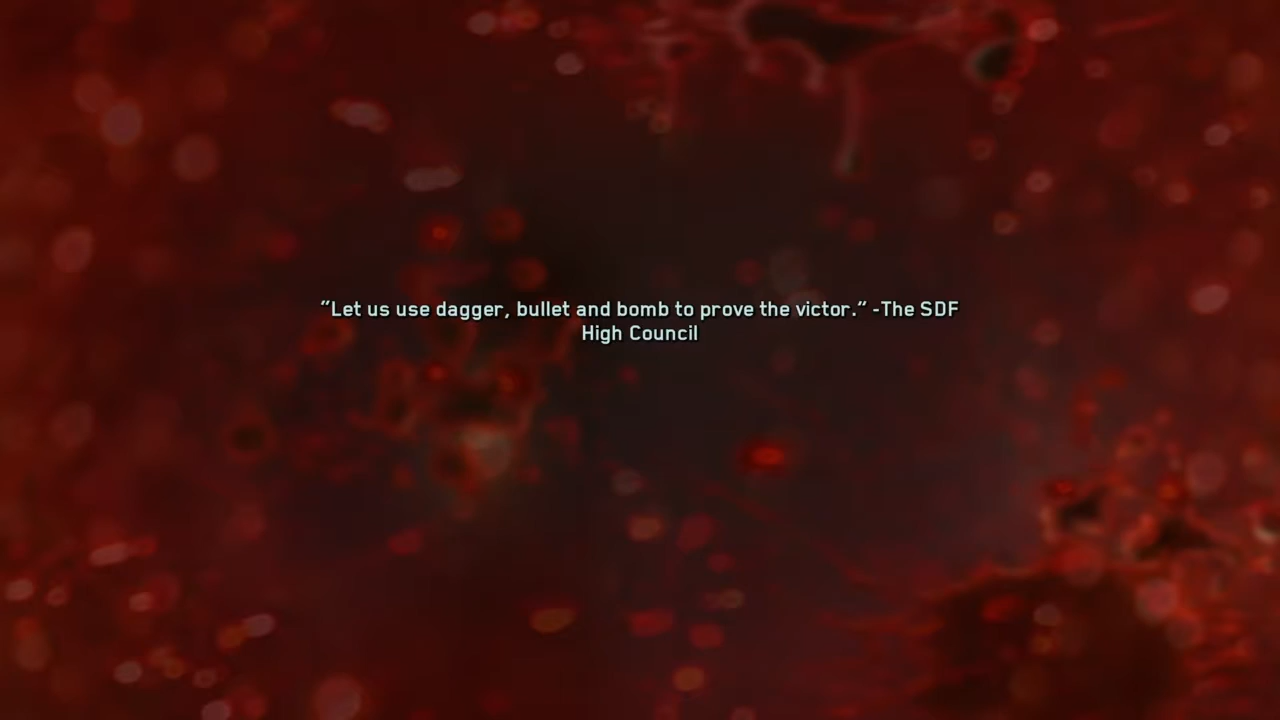 "Let us use dagger, bullet and bomb to prove the victor." -The SDF
High Council